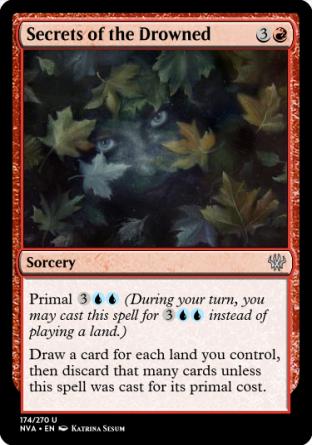 Secrets of the Drowned 3
Sorcery
Primal 3 (During your turn, you
may cast this spell for 3 instead of
playing a land.)
Draw a card for each land you control,
then discard that many cards unless
this spell was cast for its primal cost.
174/270 U
NVA • EN Katrina Sesum